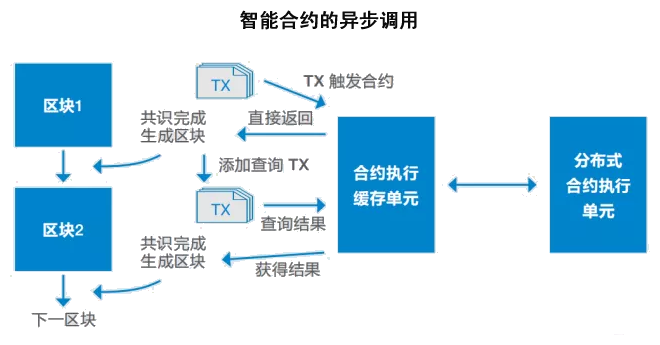 智能合约的异步调用
TX
TX 触发合约
区块1
共识完成
生成区块
直接返回
添加查询 TX
合约执行
缓存单元
分布式
合约执行
单元
TX
查询结果
区块2
共识完成
生成区块
获得结果
下一区块